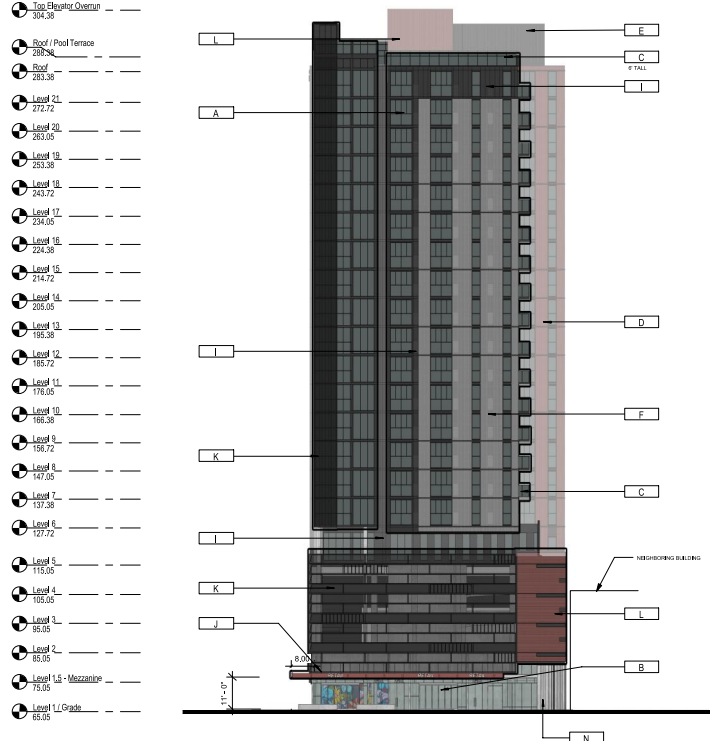 Top Elevator Overrun
304.38
Roof / Pool Terrace
288.38
Roof
283.38
Level 21
272.72
Level 20
263.05
Level 19
253.38
Level 18
243.72
Level 17
234.05
Level 16
224.38
Level 15
214.72
Level 14
205.05
Level 13
195.38
Level 12
185.72
Level 11
176.05
Level 10
166.38
Level 9
156.72
Level 8
147.05
Level 7
137.38
Level 6
127.72
Level 5
115.05
Level 4
105.05
Level 3
95.05
Level 2
85.05
Level 1.5 - Mezzanine
75.05
Level 1 / Grade
65.05
L
A
I
K
I
K
J
8.00
11' - 0"
E
C
6' TALL
I
D
F
C
NEIGHBORING BUILDING
L
B
N